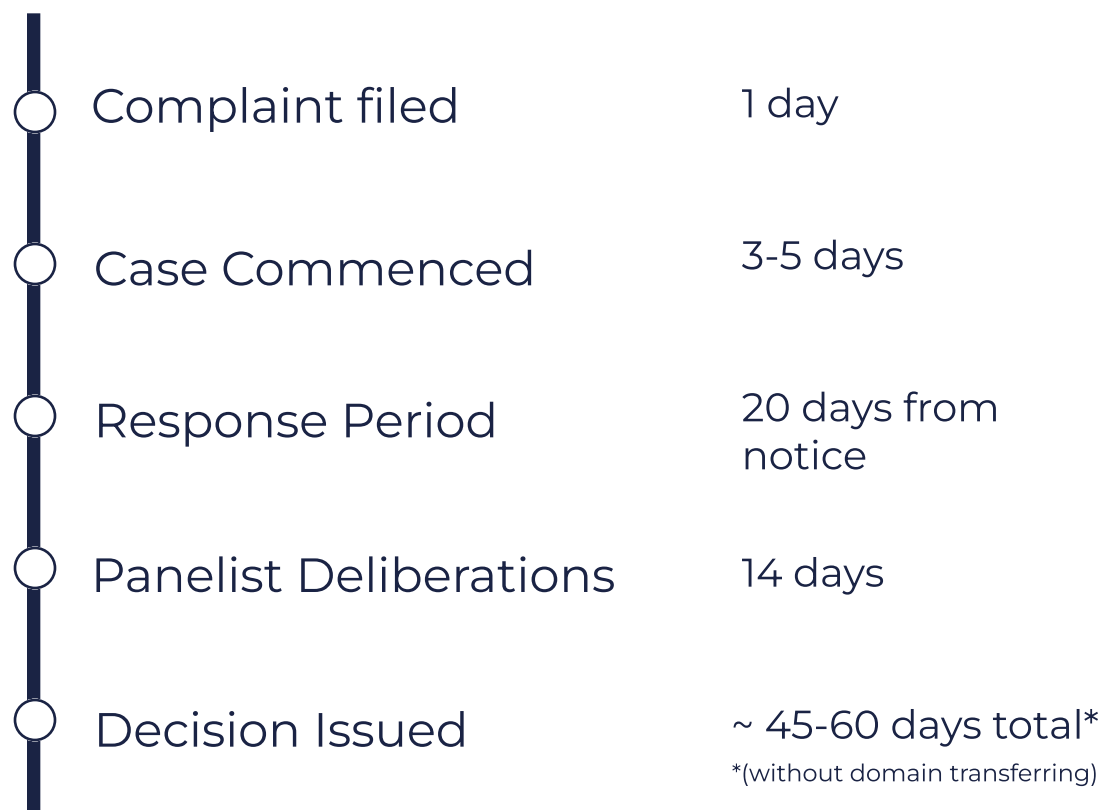 Complaint filed
1 day
Case Commenced
3-5 days
Response Period
20 days from
notice
Panelist Deliberations
14 days
Decision Issued
~ 45-60 days total*
*(without domain transferring)